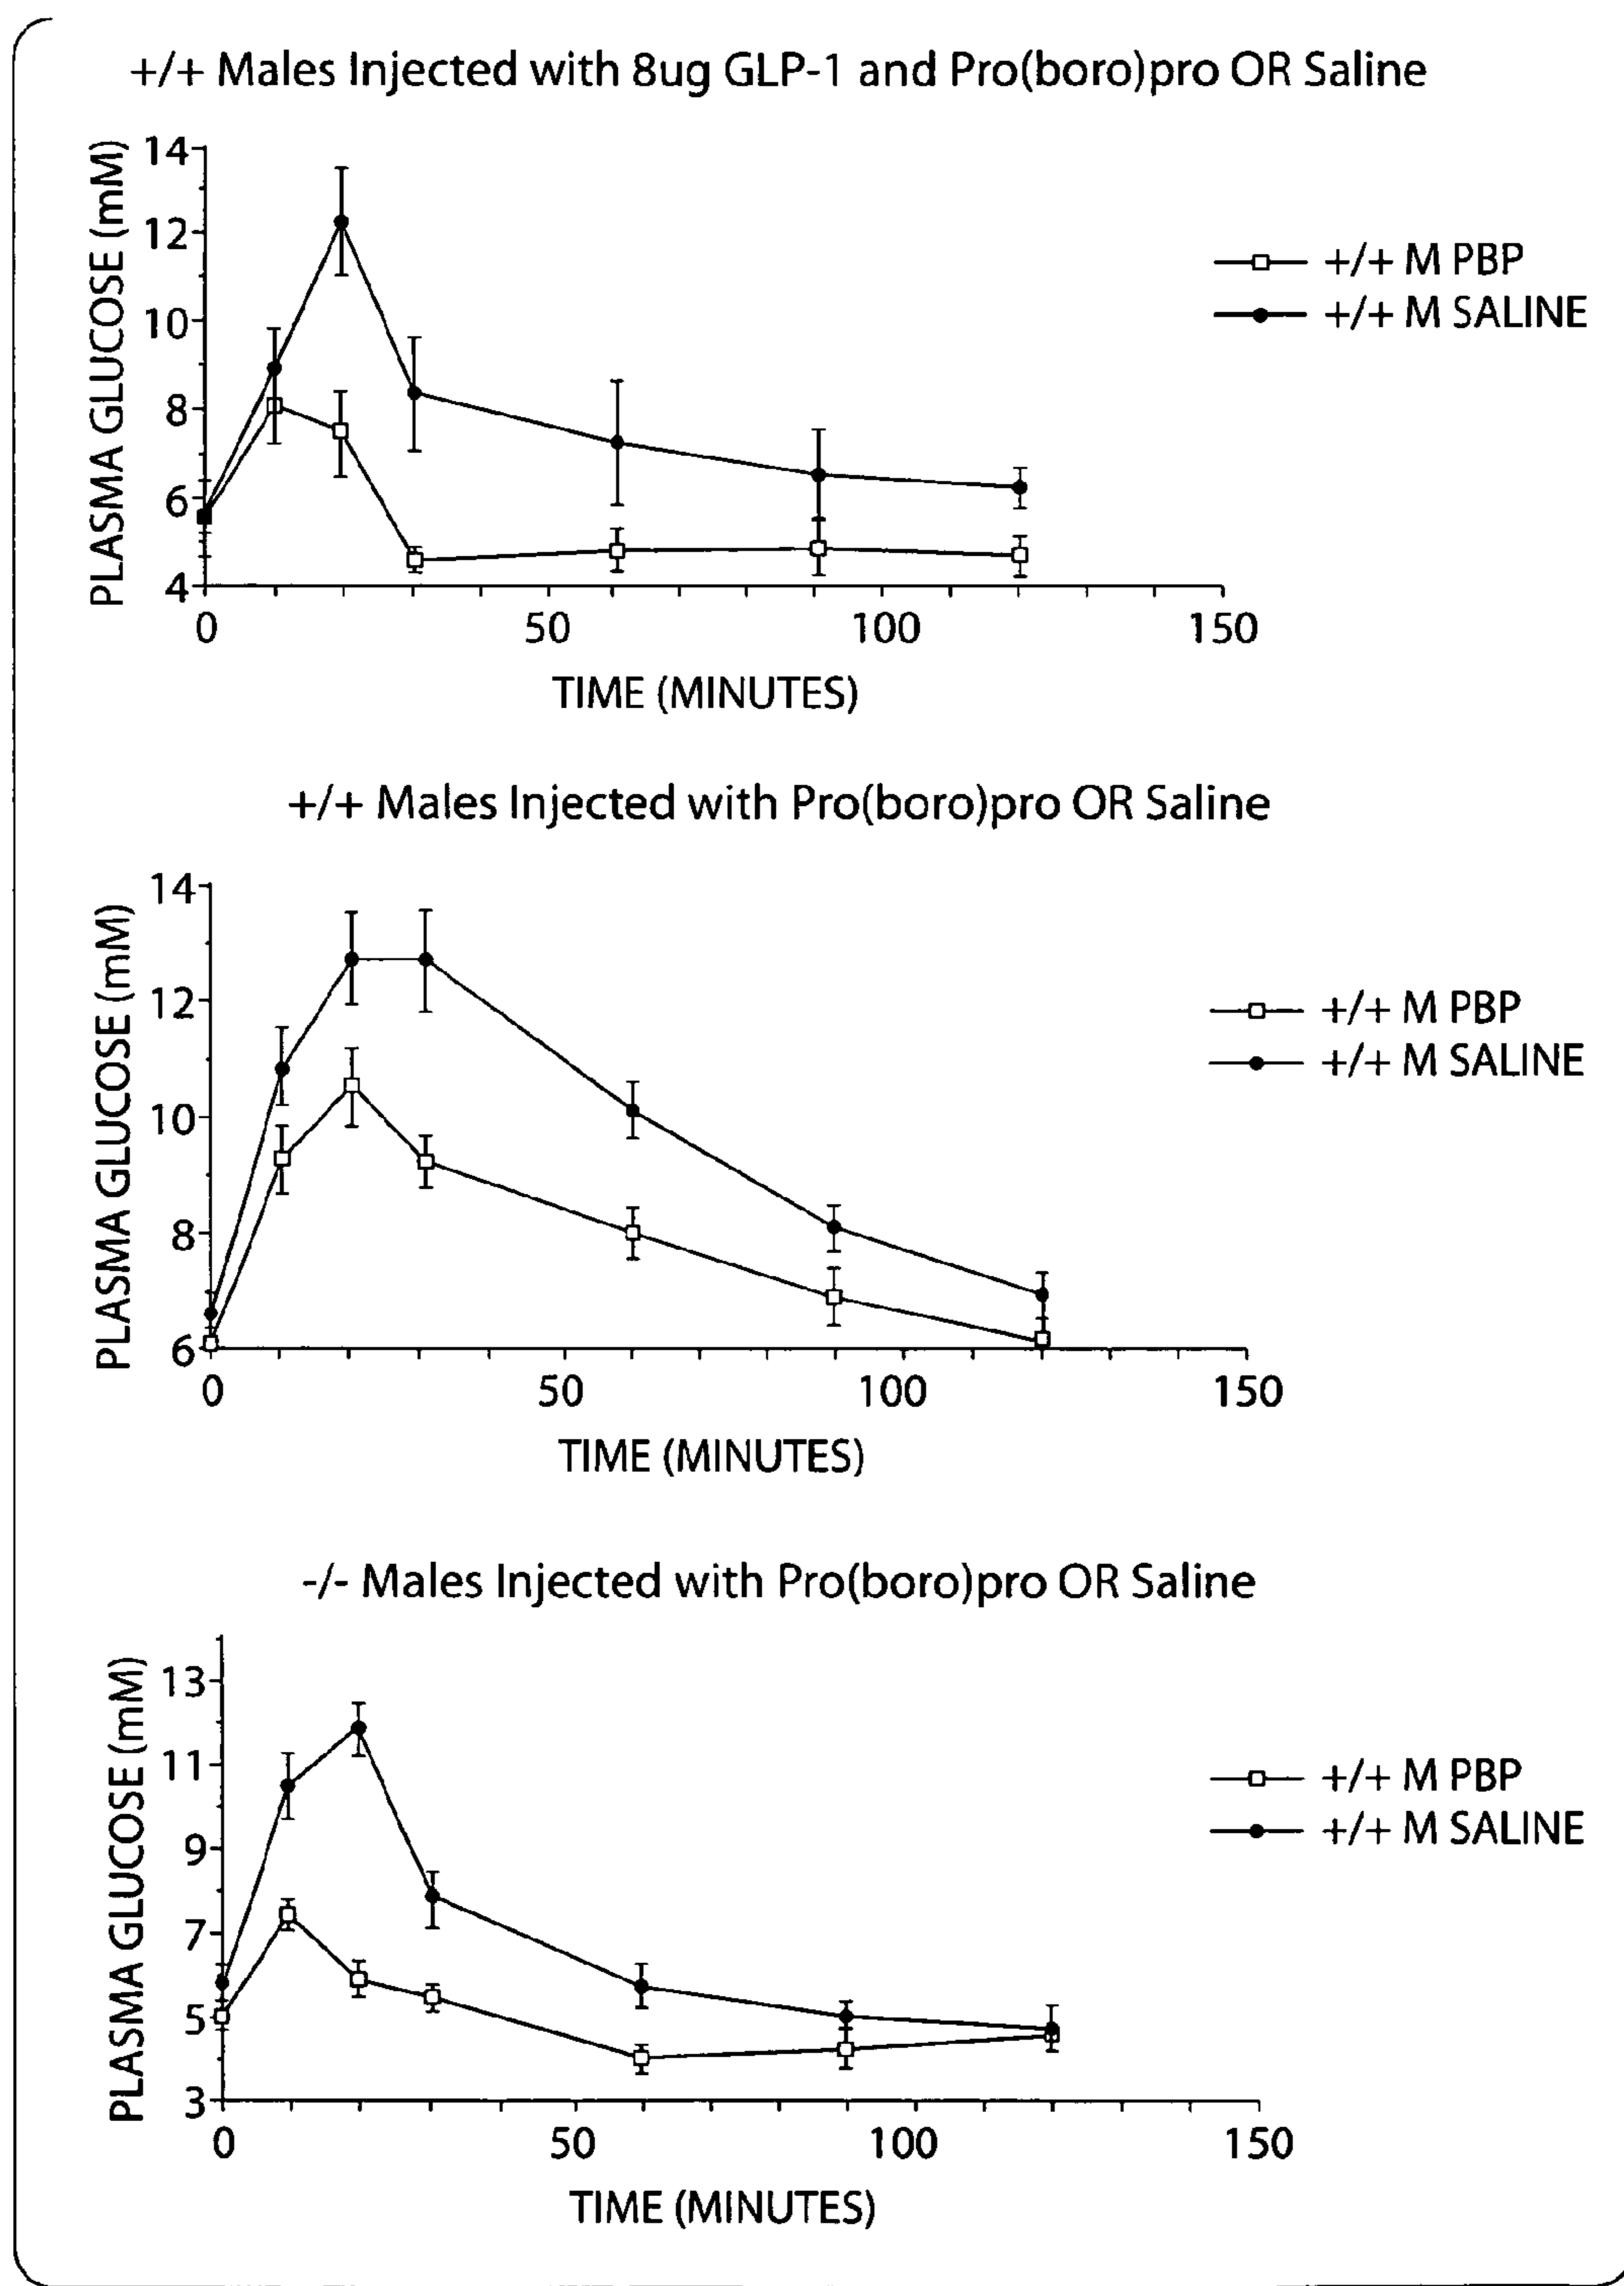 +/+ Males Injected with 8ug GLP-1 and Pro(boro)pro OR Saline
PLASMA GLUCOSE (mM)
14
12
10
8
6
4
0 50 100 150
TIME (MINUTES)
+/+ M PBP
+/+ M SALINE
+/+ Males Injected with Pro(boro)pro OR Saline
PLASMA GLUCOSE (mM)
14
12
10
8
6
0 50 100 150
TIME (MINUTES)
+/+ M PBP
+/+ M SALINE
-/- Males Injected with Pro(boro)pro OR Saline
PLASMA GLUCOSE (mM)
13
11
9
7
5
3
0 50 100 150
TIME (MINUTES)
+/+ M PBP
+/+ M SALINE